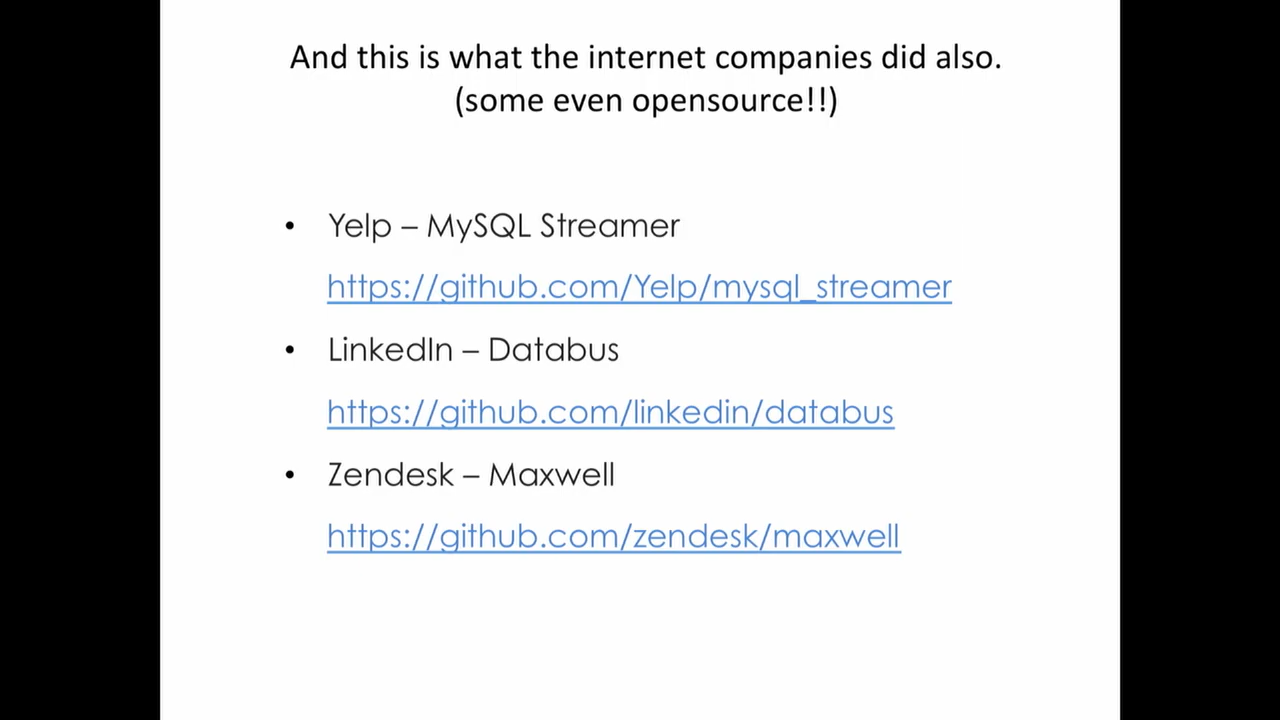 And this is what the internet companies did also.
(some even opensource!!)
• Yelp – MySQL Streamer
https://github.com/Yelp/mysql_streamer
• LinkedIn – Databus
https://github.com/linkedin/databus
• Zendesk – Maxwell
https://github.com/zendesk/maxwell